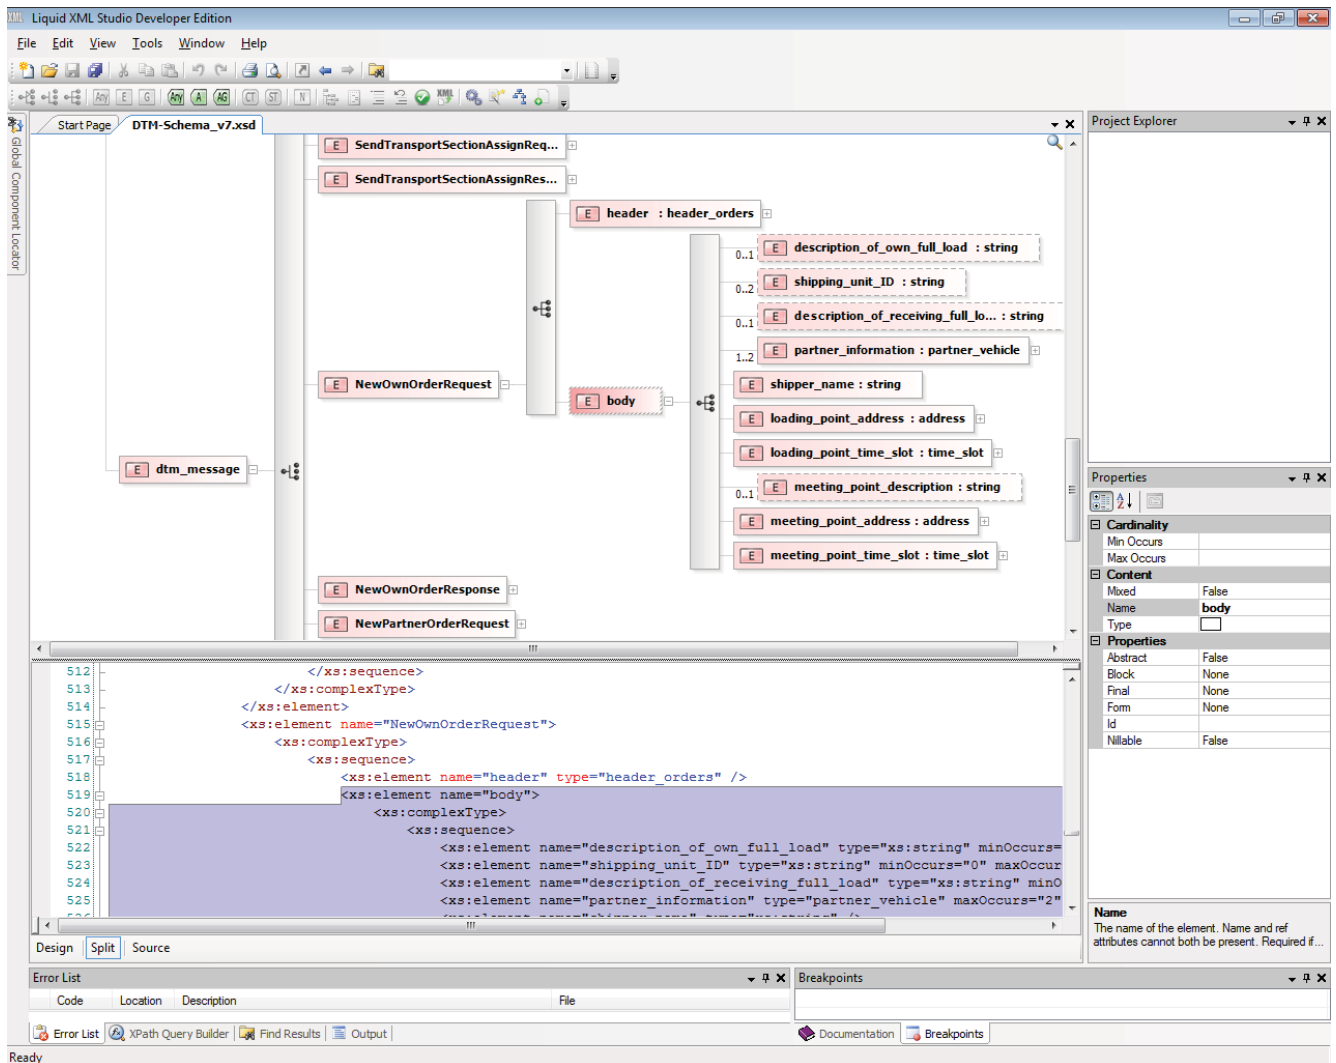 Liquid XML Studio Developer Edition
File Edit View Tools Window Help
Any E G Any A AG CT ST N
Global Component Locator
Start Page DTM-Schema_v7.xsd
E SendTransportSectionAssignReq...
E SendTransportSectionAssignRes...
E header : header_orders
E description_of_own_full_load : string
0..1
E shipping_unit_ID : string
0..2
E description_of_receiving_full_lo... : string
0..1
E partner_information : partner_vehicle
1..2
E NewOwnOrderRequest
E shipper_name : string
E body
E loading_point_address : address
E loading_point_time_slot : time_slot
E dtm_message
E meeting_point_description : string
0..1
E meeting_point_address : address
E meeting_point_time_slot : time_slot
E NewOwnOrderResponse
E NewPartnerOrderRequest
512 </xs:sequence>
513 </xs:complexType>
514 </xs:element>
515 <xs:element name="NewOwnOrderRequest">
516 <xs:complexType>
517 <xs:sequence>
518 <xs:element name="header" type="header_orders" />
519 <xs:element name="body">
520 <xs:complexType>
521 <xs:sequence>
522 <xs:element name="description_of_own_full_load" type="xs:string" minOccurs=
523 <xs:element name="shipping_unit_ID" type="xs:string" minOccurs="0" maxOccur
524 <xs:element name="description_of_receiving_full_load" type="xs:string" minO
525 <xs:element name="partner_information" type="partner_vehicle" maxOccurs="2"
Design Split Source
Project Explorer
Properties
Cardinality
Min Occurs
Max Occurs
Content
Mixed False
Name body
Type
Properties
Abstract False
Block None
Final None
Form None
Id
Nillable False
Name
The name of the element. Name and ref
attributes cannot both be present. Required if...
Error List
Code Location Description File
Error List XPath Query Builder Find Results Output
Breakpoints
Documentation Breakpoints
Ready